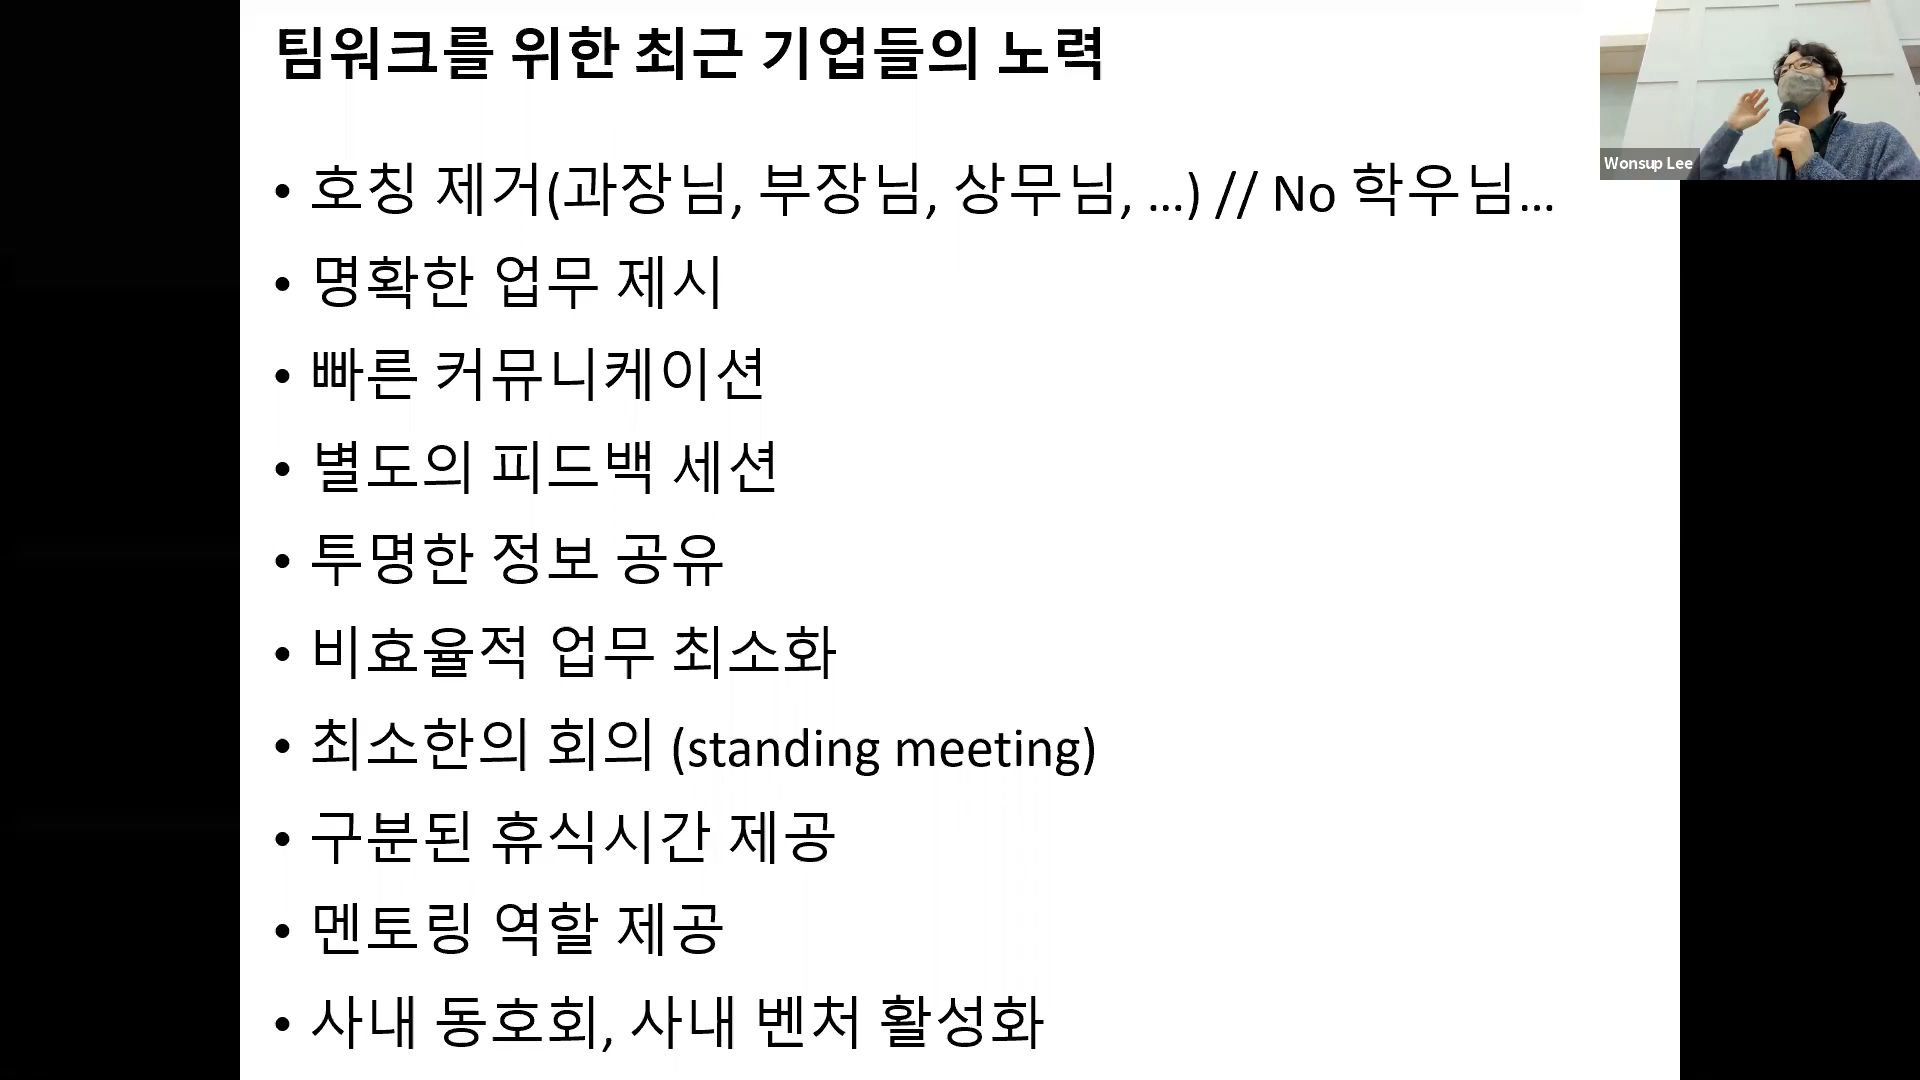 팀워크를 위한 최근 기업들의 노력
• 호칭 제거(과장님, 부장님, 상무님, ...) // No 학우님...
• 명확한 업무 제시
• 빠른 커뮤니케이션
• 별도의 피드백 세션
• 투명한 정보 공유
• 비효율적 업무 최소화
• 최소한의 회의 (standing meeting)
• 구분된 휴식시간 제공
• 멘토링 역할 제공
• 사내 동호회, 사내 벤처 활성화
Wonsup Lee